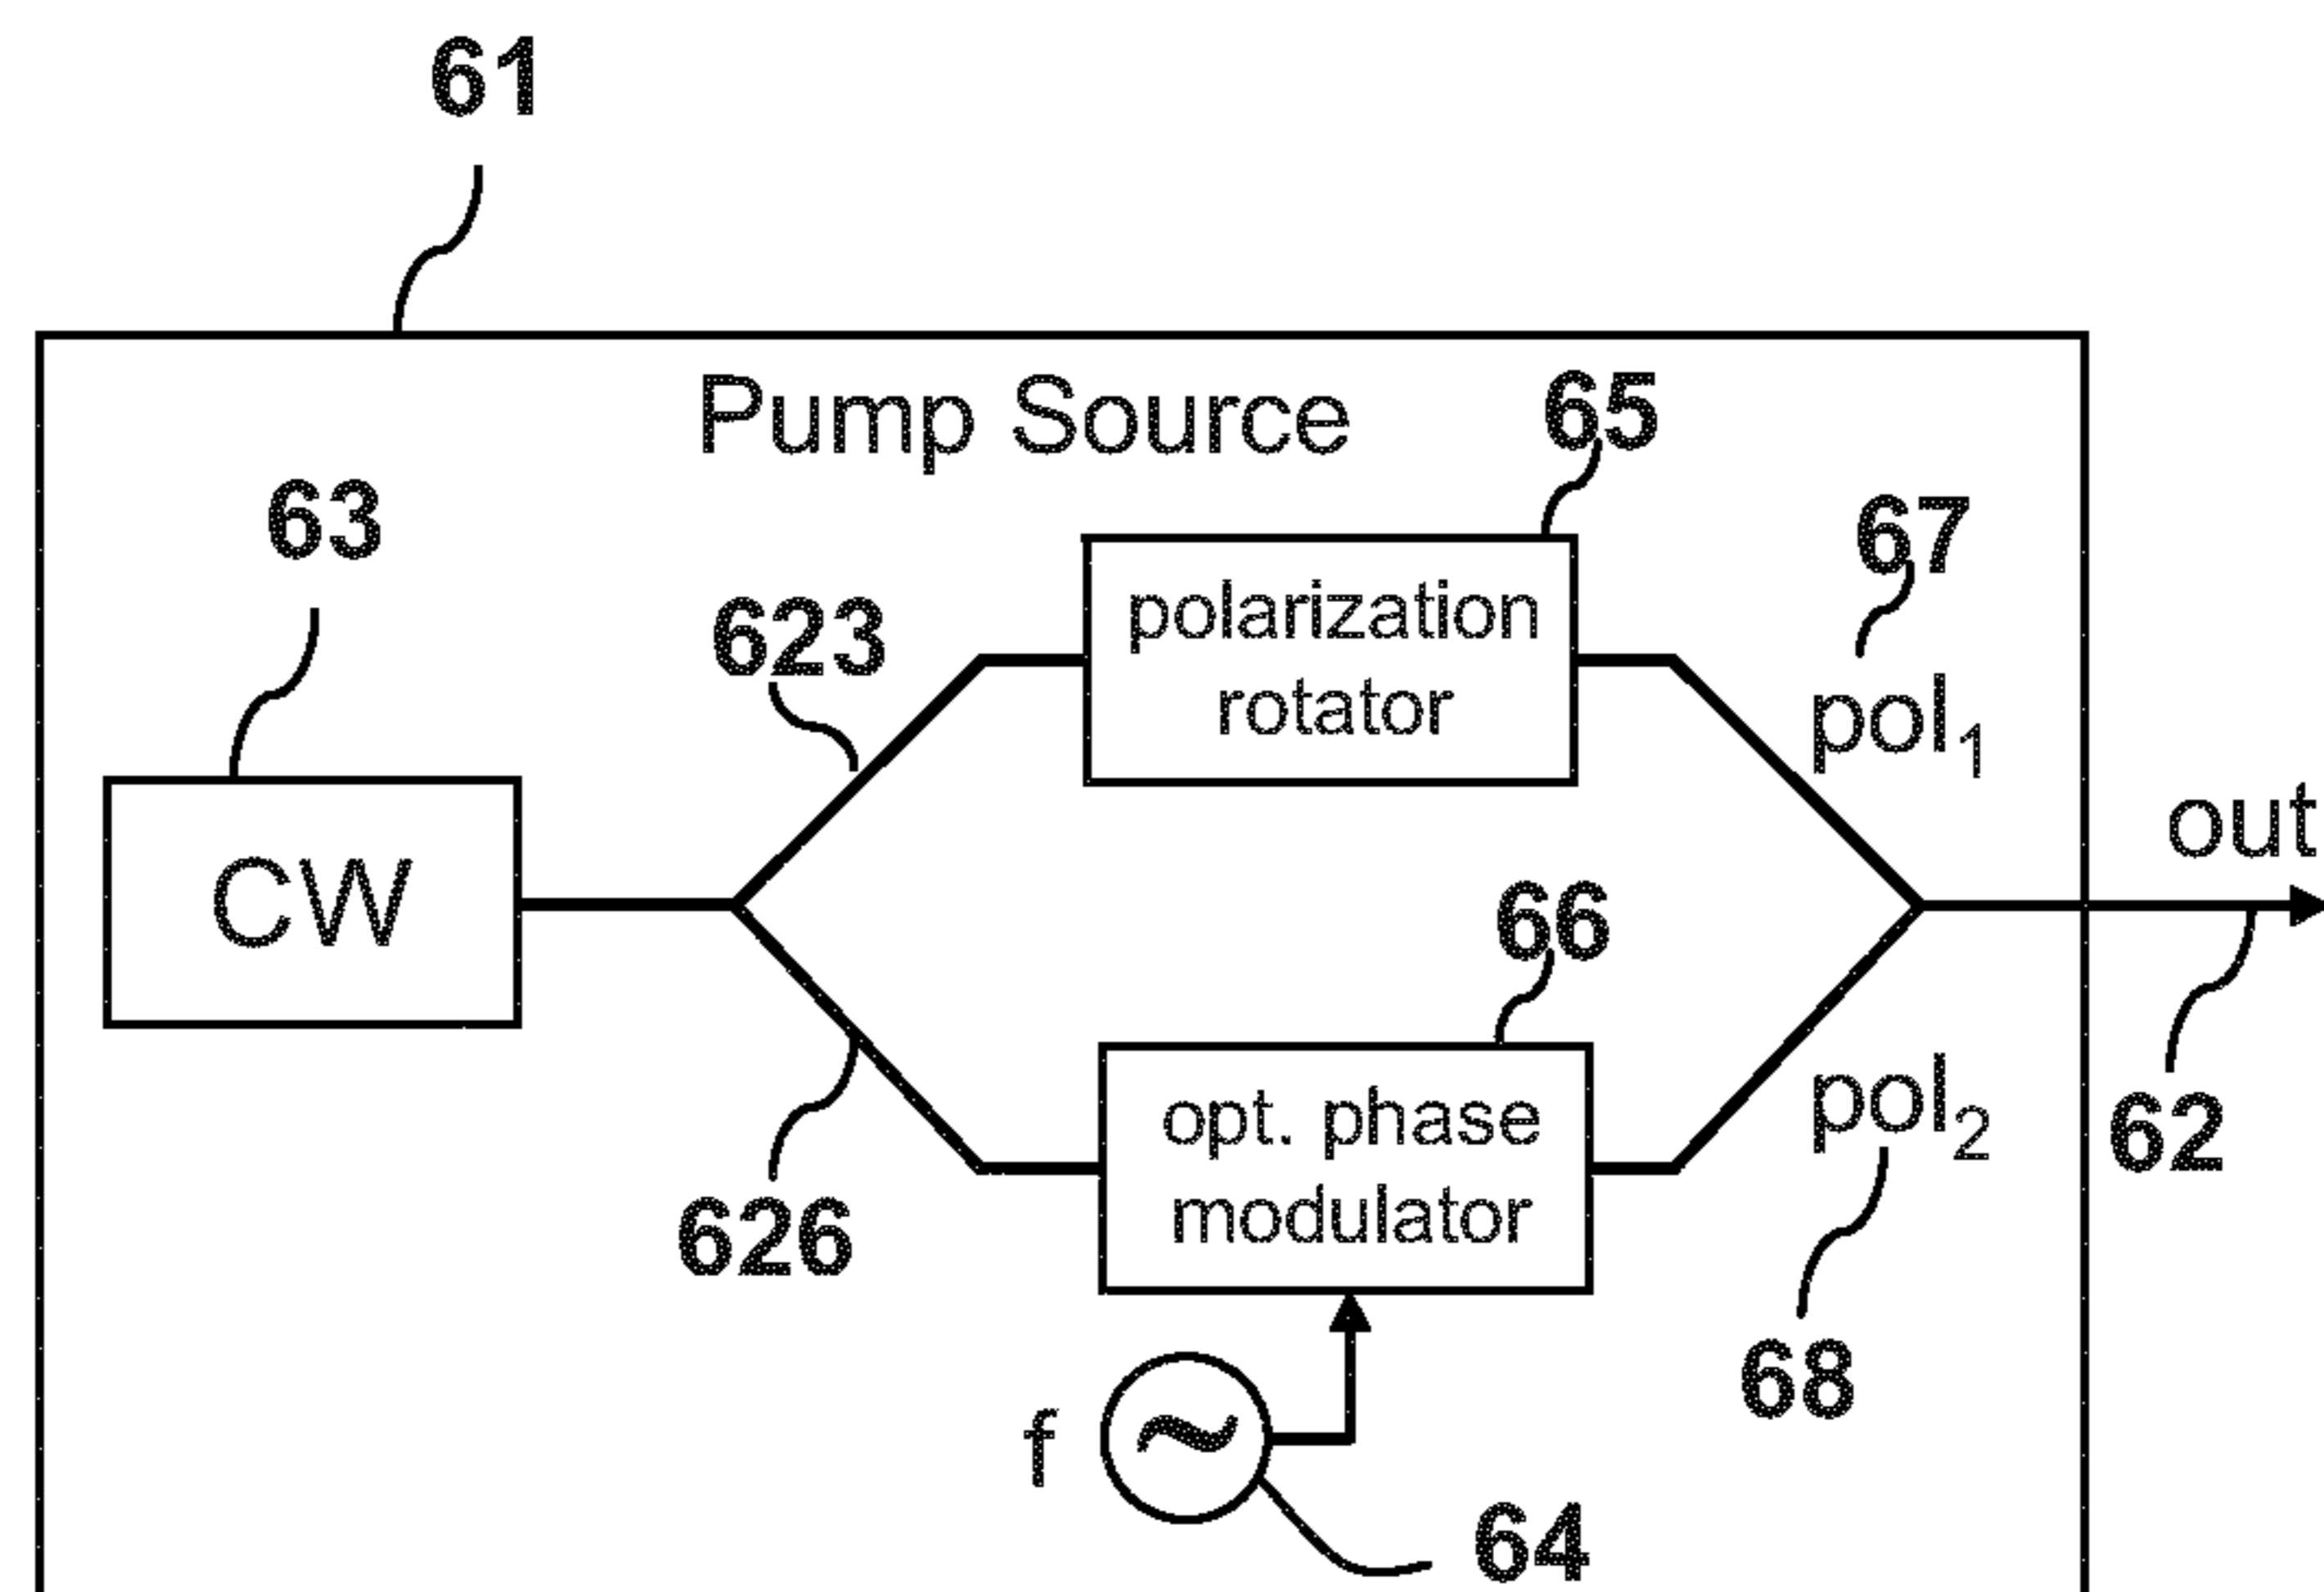 61
Pump Source
65
63
67
623
polarization
rotator
pol1
CW
out
66
opt. phase
modulator
pol2
62
626
68
f
~
64